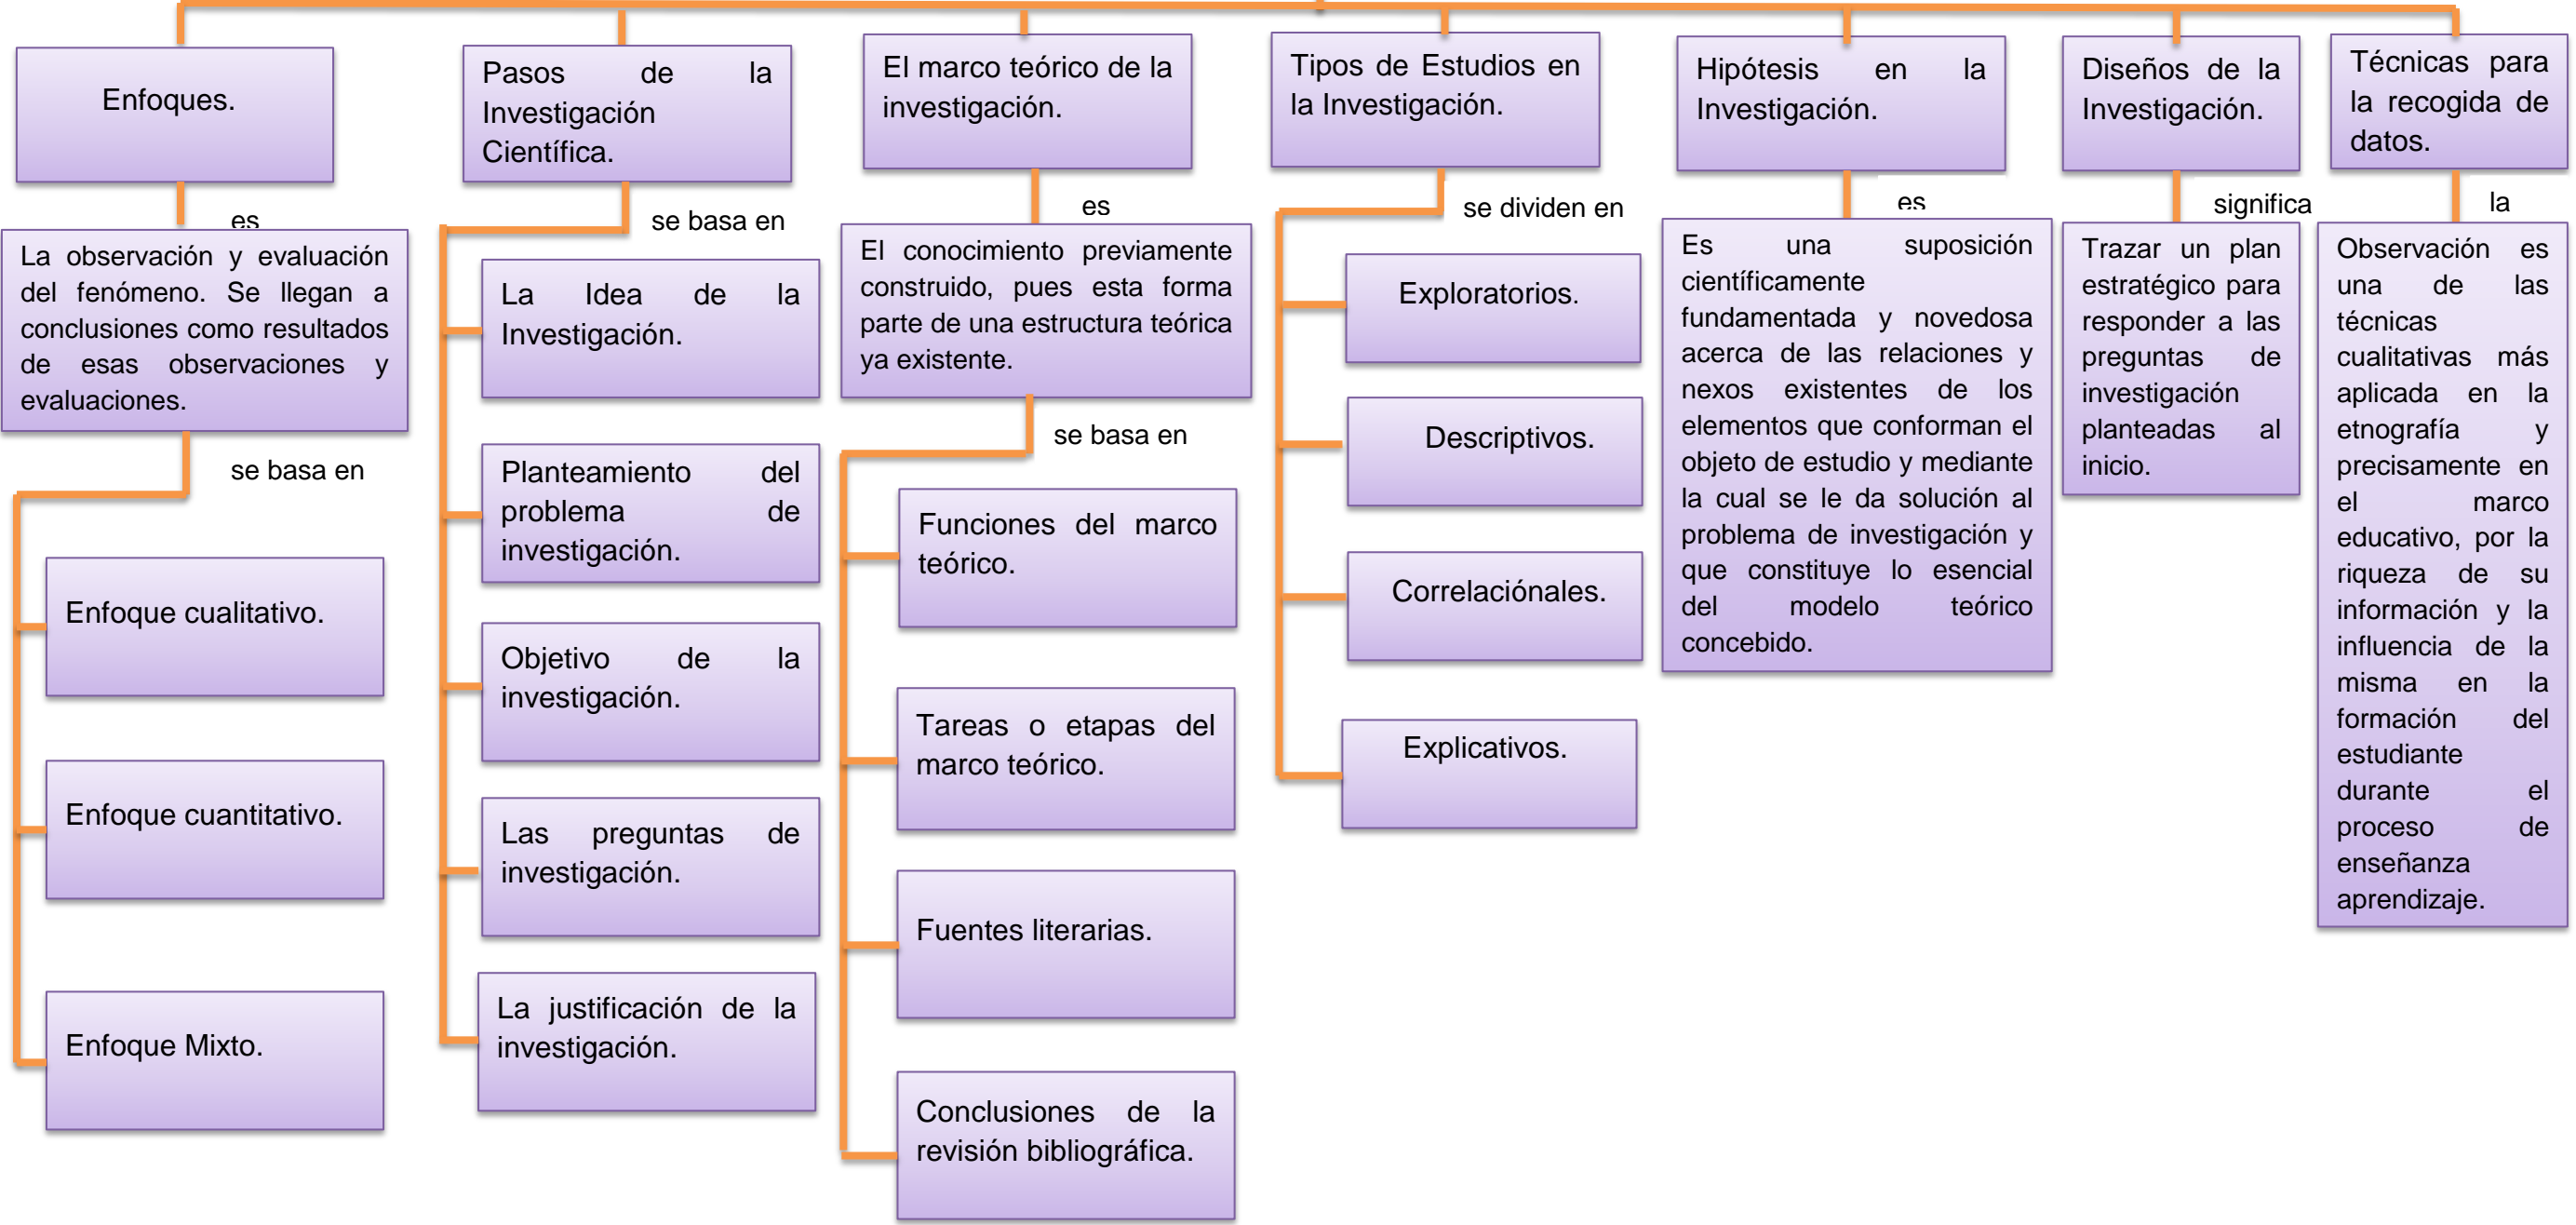 Enfoques.
es
La observación y evaluación
del fenómeno. Se llegan a
conclusiones como resultados
de esas observaciones y
evaluaciones.
se basa en
Enfoque cualitativo.
Enfoque cuantitativo.
Enfoque Mixto.
Pasos de la
Investigación
Científica.
se basa en
La Idea de la
Investigación.
Planteamiento del
problema de
investigación.
Objetivo de la
investigación.
Las preguntas de
investigación.
La justificación de la
investigación.
El marco teórico de la
investigación.
es
El conocimiento previamente
construido, pues esta forma
parte de una estructura teórica
ya existente.
se basa en
Funciones del marco
teórico.
Tareas o etapas del
marco teórico.
Fuentes literarias.
Conclusiones de la
revisión bibliográfica.
Tipos de Estudios en
la Investigación.
se dividen en
Exploratorios.
Descriptivos.
Correlaciónales.
Explicativos.
Hipótesis en la
Investigación.
es
Es una suposición
científicamente
fundamentada y novedosa
acerca de las relaciones y
nexos existentes de los
elementos que conforman el
objeto de estudio y mediante
la cual se le da solución al
problema de investigación y
que constituye lo esencial
del modelo teórico
concebido.
Diseños de la
Investigación.
significa
Trazar un plan
estratégico para
responder a las
preguntas de
investigación
planteadas al
inicio.
Técnicas para
la recogida de
datos.
la
Observación es
una de las
técnicas
cualitativas más
aplicada en la
etnografía y
precisamente en
el marco
educativo, por la
riqueza de su
información y la
influencia de la
misma en la
formación del
estudiante
durante el
proceso de
enseñanza
aprendizaje.